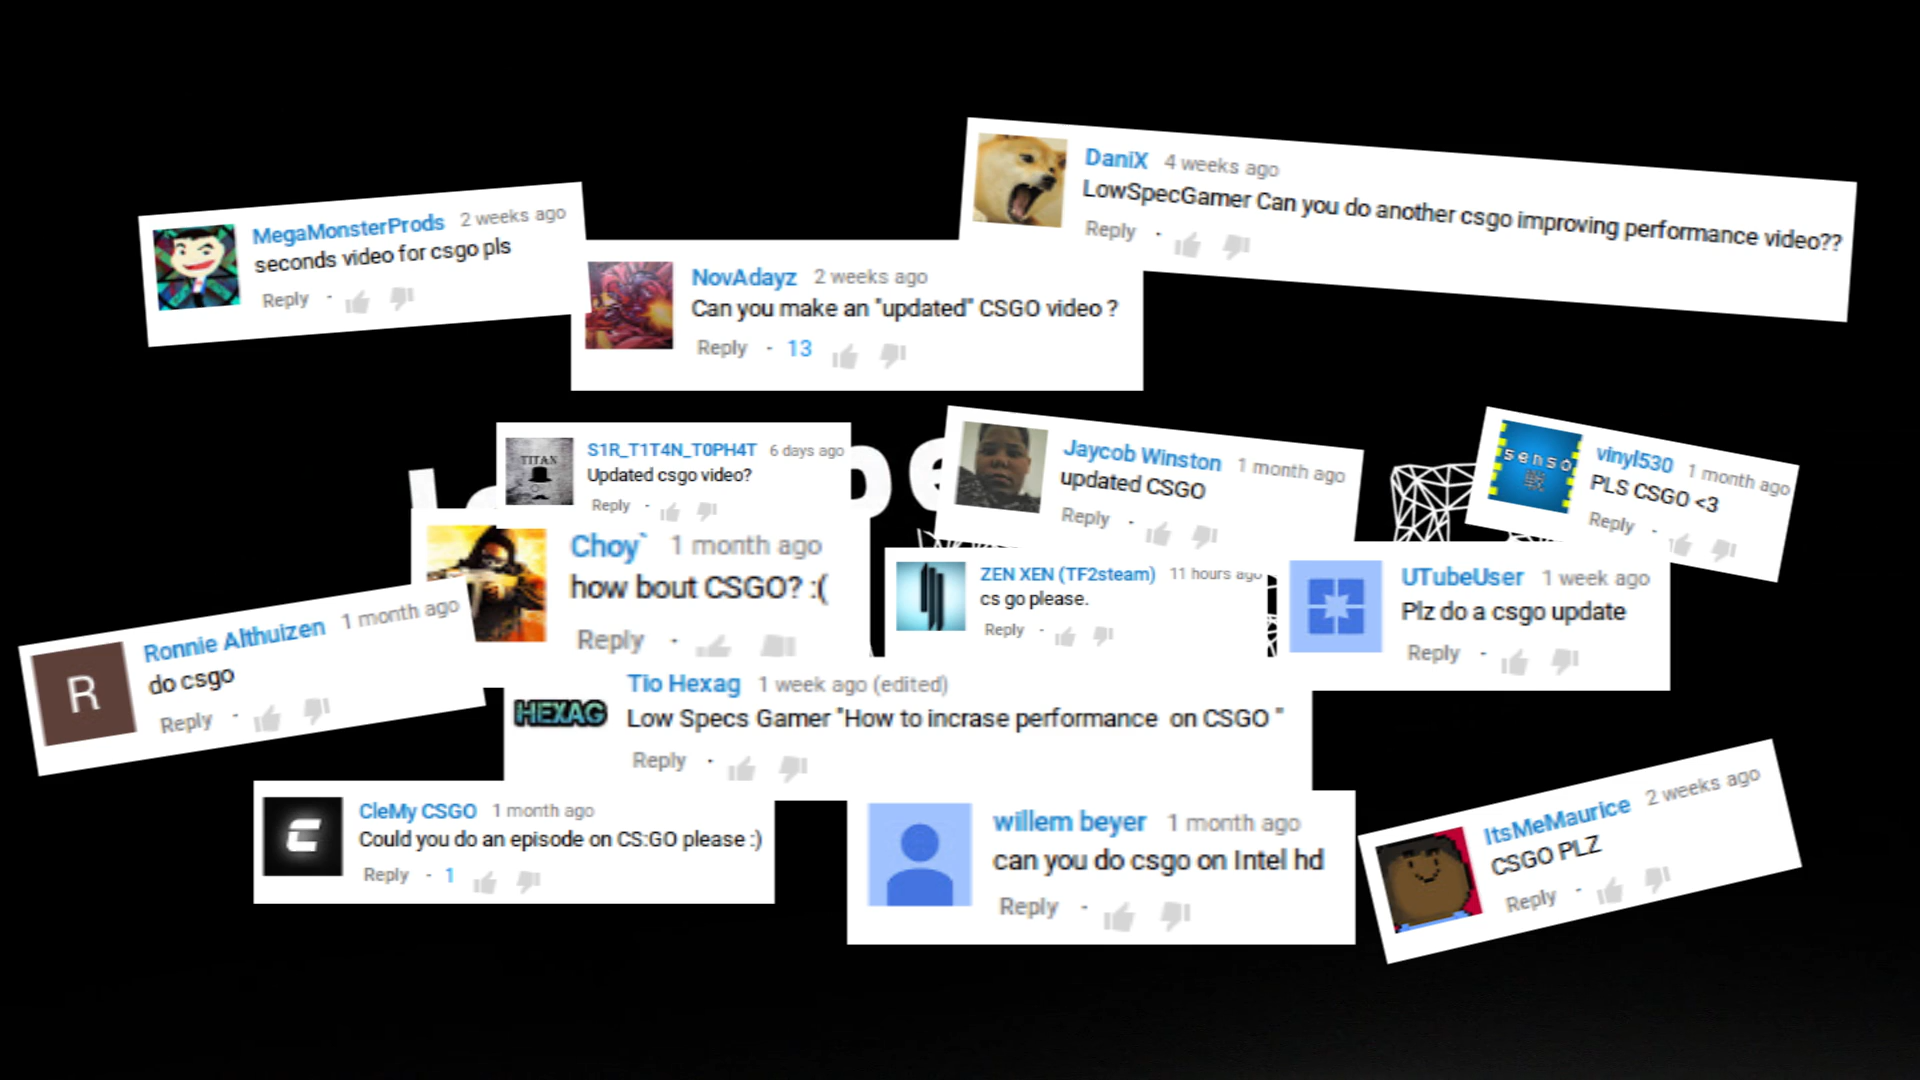 DaniX 4 weeks ago
LowSpecGamer Can you do another csgo improving performance video??
Reply
MegaMonsterProds 2 weeks ago
seconds video for csgo pls
Reply
NovAdayz 2 weeks ago
Can you make an "updated" CSGO video ?
Reply · 13
TITAN
S1R_T1T4N_T0PH4T 6 days ago
Updated csgo video?
Reply
Jaycob Winston 1 month ago
updated CSGO
Reply
senso
vinyl530 1 month ago
PLS CSGO <3
Reply
Choy` 1 month ago
how bout CSGO? :(
Reply
ZEN XEN (TF2steam) 11 hours ago
cs go please.
Reply
UTubeUser 1 week ago
Plz do a csgo update
Reply
R
Ronnie Althuizen 1 month ago
do csgo
Reply
HEXAG
Tio Hexag 1 week ago (edited)
Low Specs Gamer "How to incrase performance on CSGO "
Reply
CleMy CSGO 1 month ago
Could you do an episode on CS:GO please :)
Reply · 1
willem beyer 1 month ago
can you do csgo on Intel hd
Reply
ItsMeMaurice 2 weeks ago
CSGO PLZ
Reply